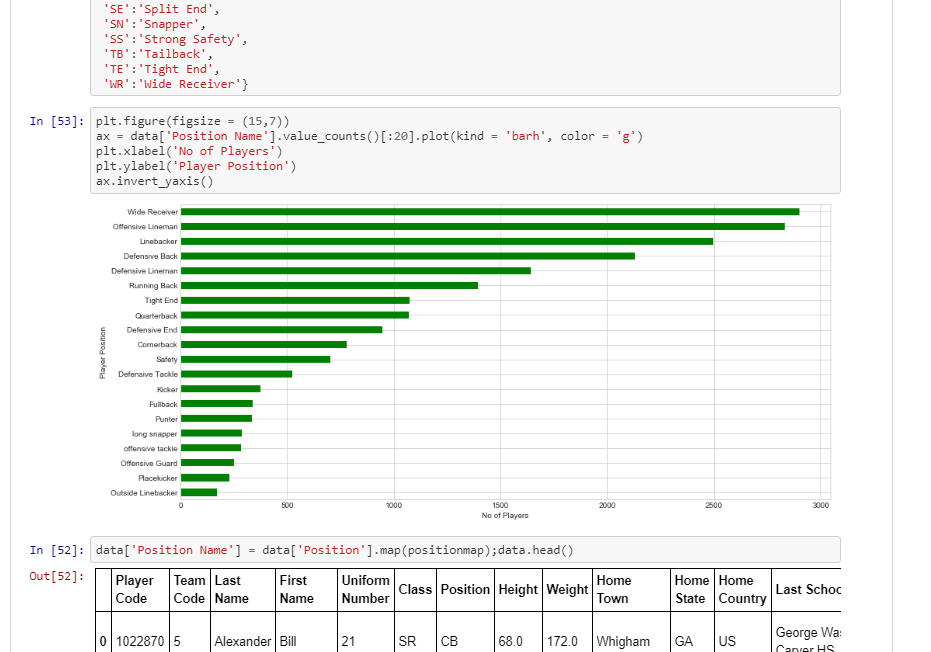 'SE':'Split End',
'SN':'Snapper',
'SS':'Strong Safety',
'TB':'Tailback',
'TE':'Tight End',
'WR':'Wide Receiver'}
In [53]:
plt.figure(figsize = (15,7))
ax = data['Position Name'].value_counts()[:20].plot(kind = 'barh', color = 'g')
plt.xlabel('No of Players')
plt.ylabel('Player Position')
ax.invert_yaxis()
Player Position
Wide Receiver
Offensive Lineman
Linebacker
Defensive Back
Defensive Lineman
Running Back
Tight End
Quarterback
Defensive End
Cornerback
Safety
Defensive Tackle
Kicker
Fullback
Punter
long snapper
offensive tackle
Offensive Guard
Placekicker
Outside Linebacker
0 500 1000 1500 2000 2500 3000
No of Players
In [52]:
data['Position Name'] = data['Position'].map(positionmap);data.head()
Out[52]:
Player Code Team Code Last Name First Name Uniform Number Class Position Height Weight Home Town Home State Home Country Last Schoo
0 1022870 5 Alexander Bill 21 SR CB 68.0 172.0 Whigham GA US George Was
Carver HS